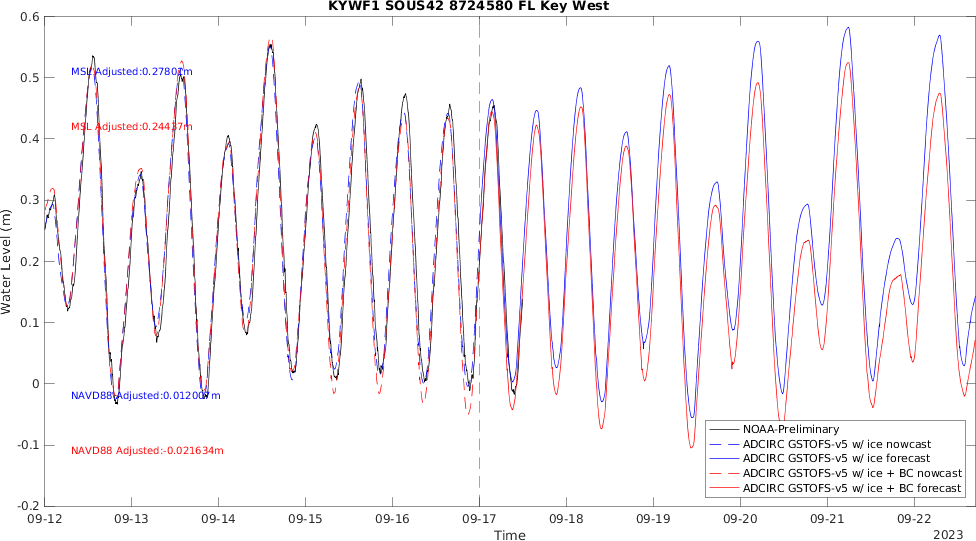 KYWF1 SOUS42 8724580 FL Key West
0.6
0.5
0.4
0.3
0.2
0.1
0
-0.1
-0.2
Water Level (m)
MSL Adjusted:0.27801m
MSL Adjusted:0.24437m
NAVD88 Adjusted:0.012007m
NAVD88 Adjusted:-0.021634m
NOAA-Preliminary
ADCIRC GSTOFS-v5 w/ ice nowcast
ADCIRC GSTOFS-v5 w/ ice forecast
ADCIRC GSTOFS-v5 w/ ice + BC nowcast
ADCIRC GSTOFS-v5 w/ ice + BC forecast
09-12 09-13 09-14 09-15 09-16 09-17 09-18 09-19 09-20 09-21 09-22
Time
2023